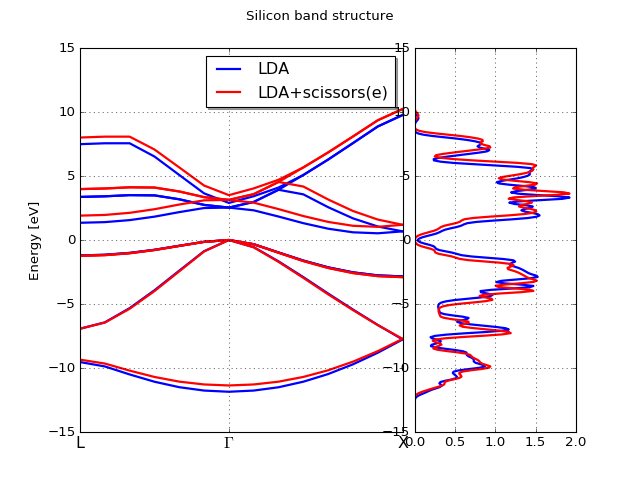 Silicon band structure
Energy [eV]
15
10
5
0
−5
−10
−15
L
Γ
X
LDA
LDA+scissors(e)
15
10
5
0
−5
−10
−15
0.0
0.5
1.0
1.5
2.0